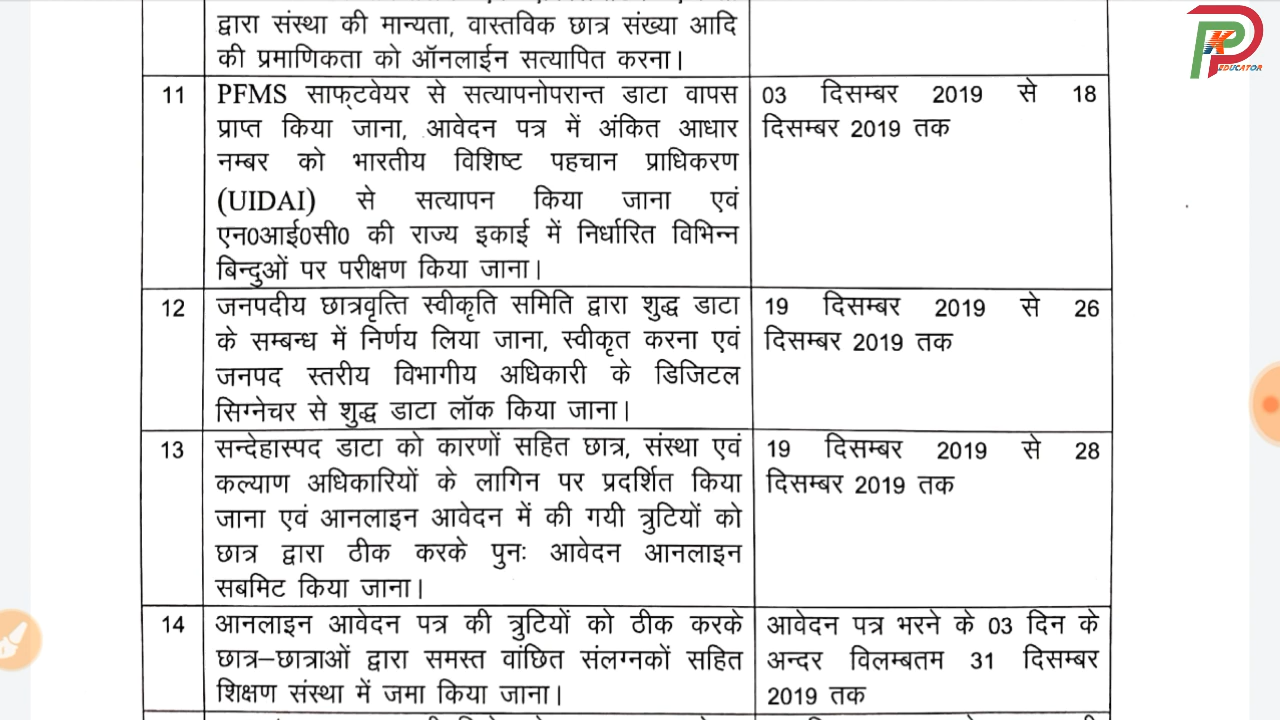 द्वारा संस्था की मान्यता, वास्तविक छात्र संख्या आदि
की प्रमाणिकता को ऑनलाईन सत्यापित करना।
11
PFMS साफ्टवेयर से सत्यापनोपरान्त डाटा वापस
प्राप्त किया जाना, आवेदन पत्र में अंकित आधार
नम्बर को भारतीय विशिष्ट पहचान प्राधिकरण
(UIDAI) से सत्यापन किया जाना एवं
एन0आई0सी0 की राज्य इकाई में निर्धारित विभिन्न
बिन्दुओं पर परीक्षण किया जाना।
03 दिसम्बर 2019 से 18
दिसम्बर 2019 तक
12
जनपदीय छात्रवृत्ति स्वीकृति समिति द्वारा शुद्ध डाटा
के सम्बन्ध में निर्णय लिया जाना, स्वीकृत करना एवं
जनपद स्तरीय विभागीय अधिकारी के डिजिटल
सिग्नेचर से शुद्ध डाटा लॉक किया जाना।
19 दिसम्बर 2019 से 26
दिसम्बर 2019 तक
13
सन्देहास्पद डाटा को कारणों सहित छात्र, संस्था एवं
कल्याण अधिकारियों के लागिन पर प्रदर्शित किया
जाना एवं आनलाइन आवेदन में की गयी त्रुटियों को
छात्र द्वारा ठीक करके पुनः आवेदन आनलाइन
सबमिट किया जाना।
19 दिसम्बर 2019 से 28
दिसम्बर 2019 तक
14
आनलाइन आवेदन पत्र की त्रुटियों को ठीक करके
छात्र–छात्राओं द्वारा समस्त वांछित संलग्नकों सहित
शिक्षण संस्था में जमा किया जाना।
आवेदन पत्र भरने के 03 दिन के
अन्दर विलम्बतम 31 दिसम्बर
2019 तक
PK EDUCATOR